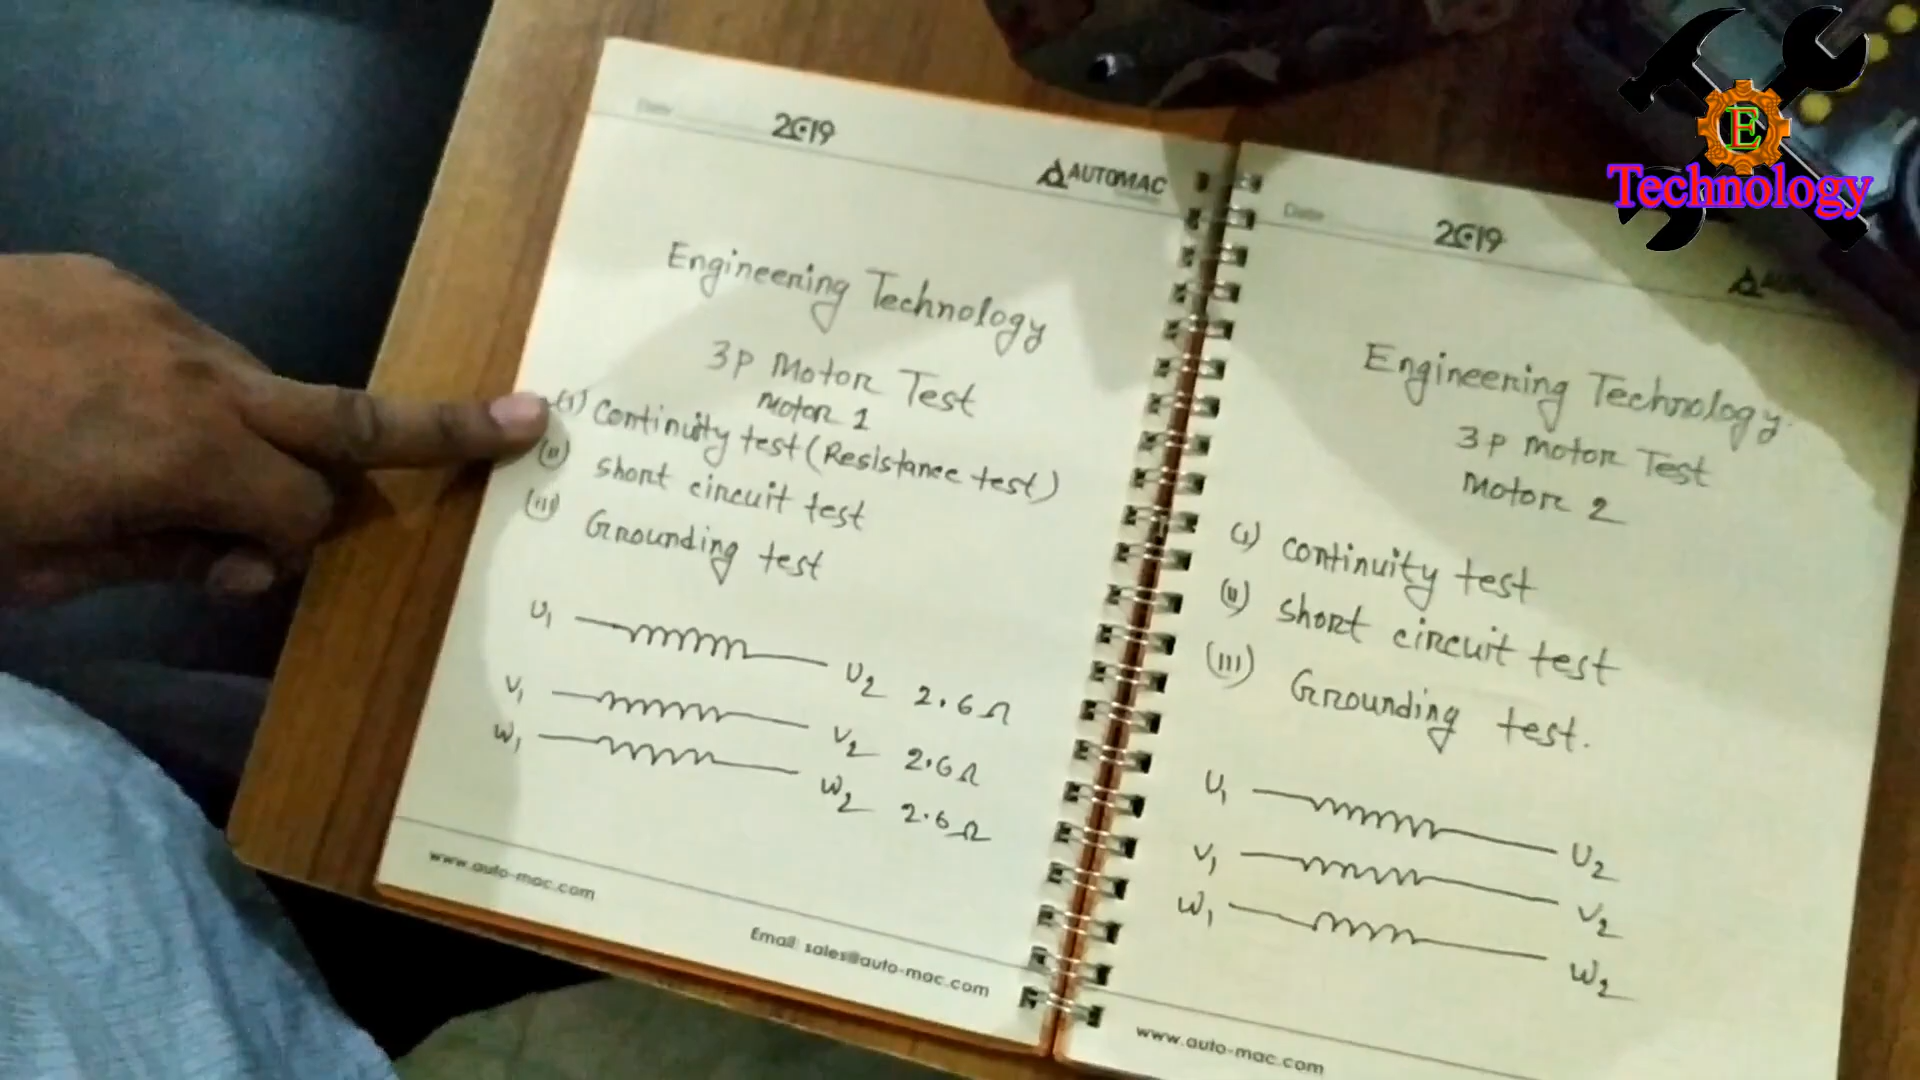 Date
2019
AUTOMAC
Engineering Technology
3P Motor Test
Motor 1
(i) Continuity test (Resistance test)
(ii) Short circuit test
(iii) Grounding test
U1 U2 2.6Ω
V1 V2 2.6Ω
W1 W2 2.6Ω
www.auto-mac.com
Email: sales@auto-mac.com
Date
2019
Engineering Technology.
3P Motor Test
Motor 2
(i) Continuity test
(ii) Short circuit test
(iii) Grounding test.
U1 U2
V1 V2
W1 W2
www.auto-mac.com
E
Technology